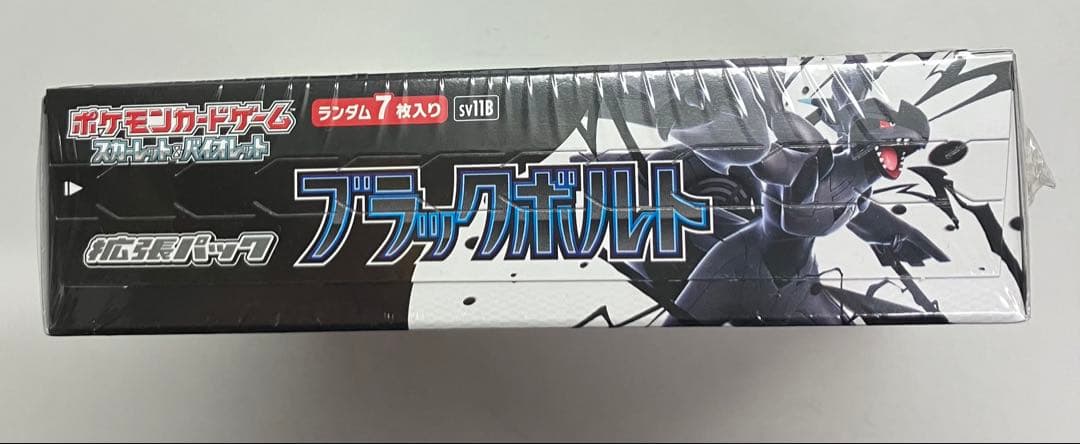 ポケモンカードゲーム
スカーレット&バイオレット
ランダム7枚入り SV11B
ブラックボルト
拡張パック